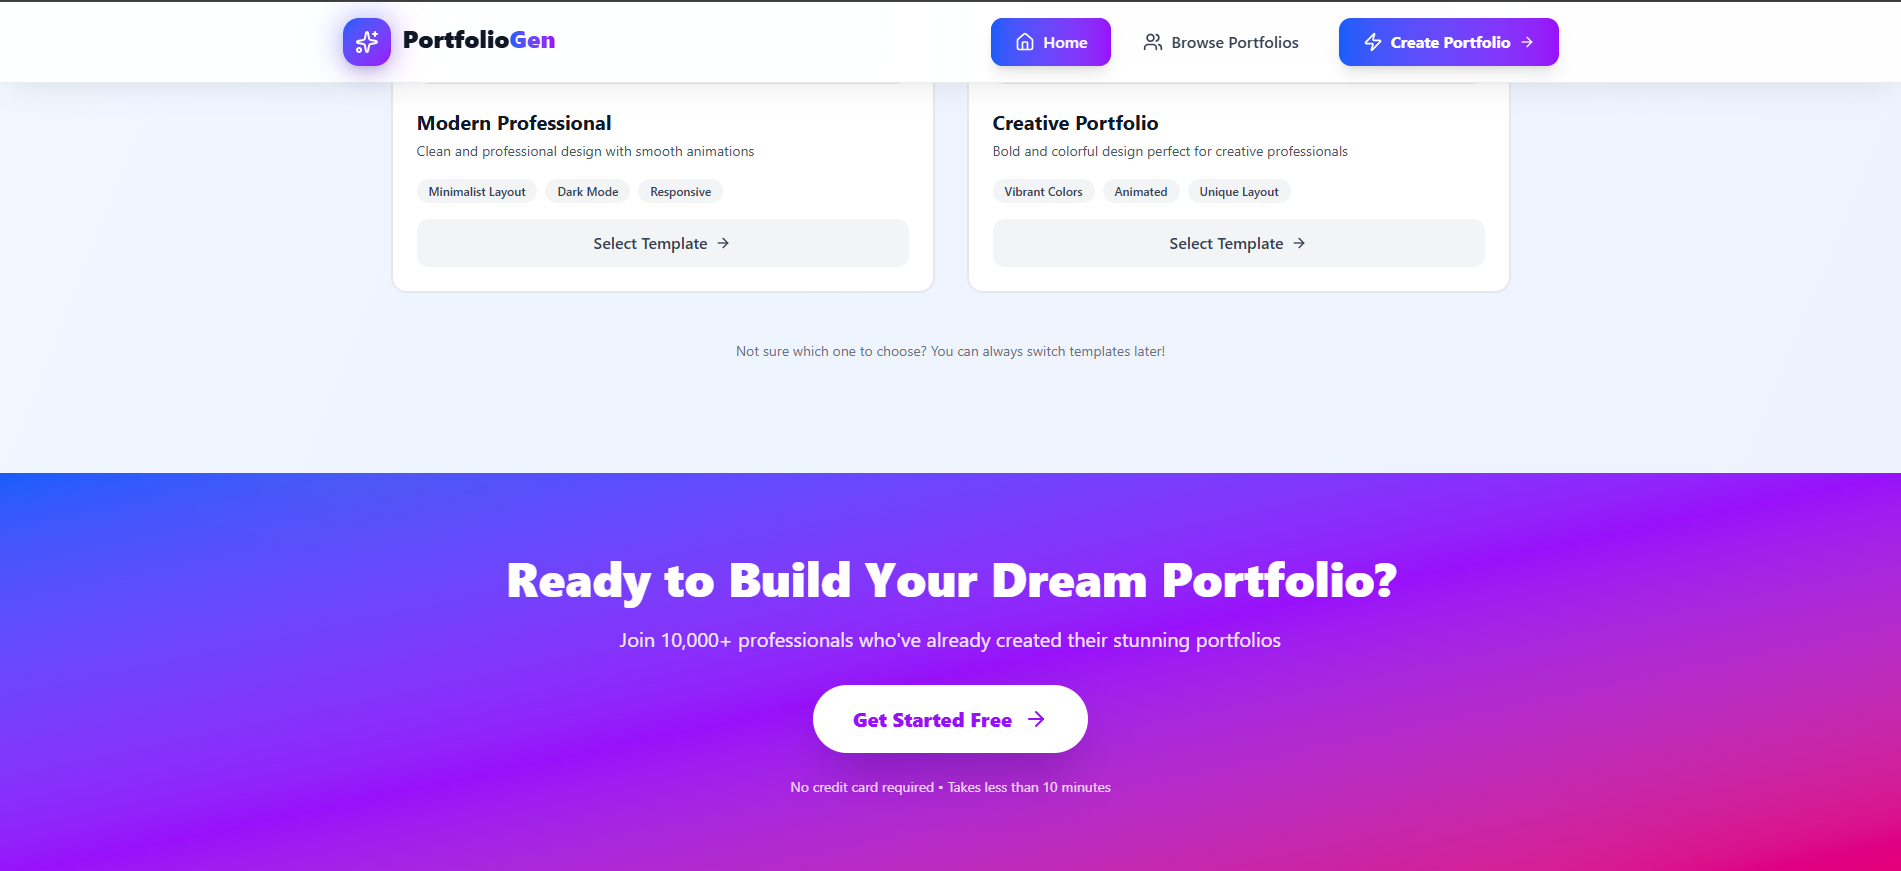 PortfolioGen
Home
Browse Portfolios
Create Portfolio
Modern Professional
Clean and professional design with smooth animations
Minimalist Layout
Dark Mode
Responsive
Select Template
Creative Portfolio
Bold and colorful design perfect for creative professionals
Vibrant Colors
Animated
Unique Layout
Select Template
Not sure which one to choose? You can always switch templates later!
Ready to Build Your Dream Portfolio?
Join 10,000+ professionals who've already created their stunning portfolios
Get Started Free
No credit card required • Takes less than 10 minutes